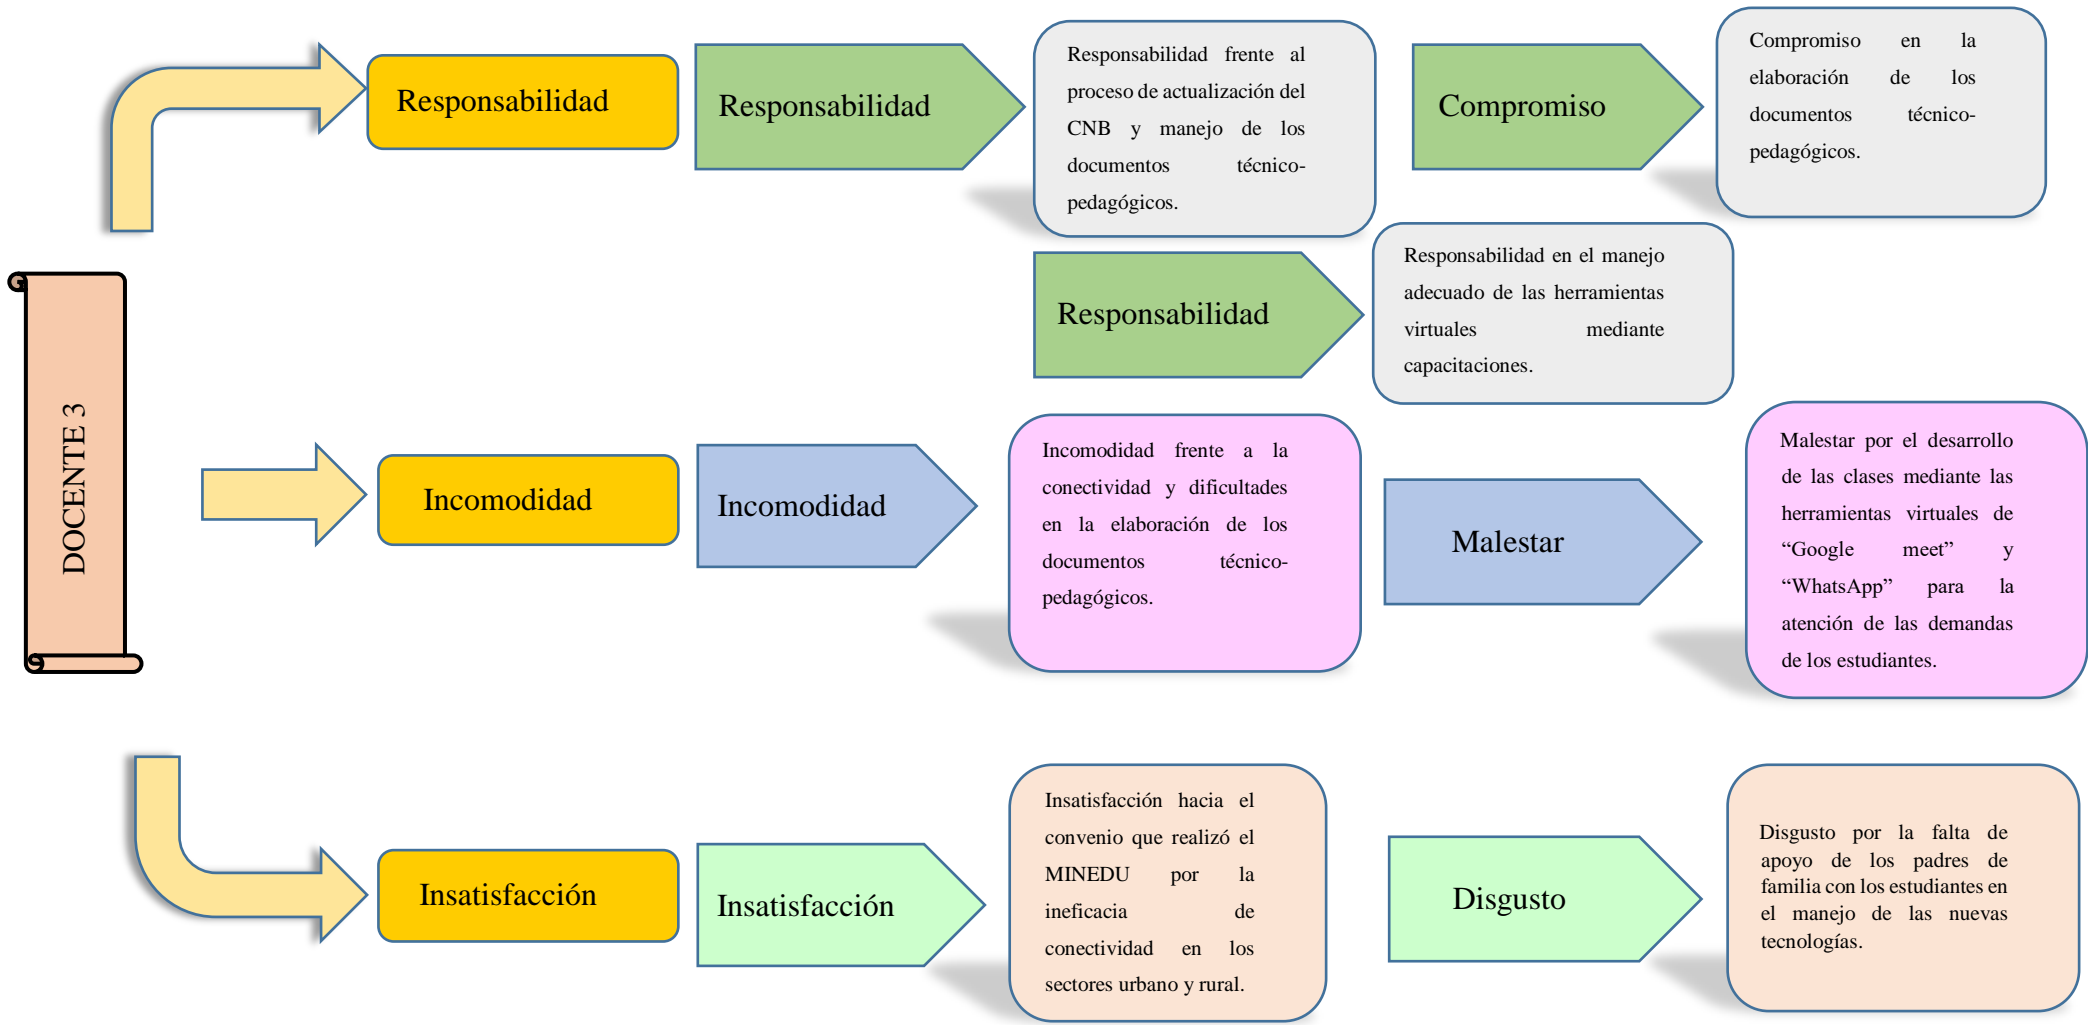 DOCENTE 3
Responsabilidad
Responsabilidad
Responsabilidad frente al
proceso de actualización del
CNB y manejo de los
documentos técnico-
pedagógicos.
Compromiso
Compromiso en la
elaboración de los
documentos técnico-
pedagógicos.
Responsabilidad
Responsabilidad en el manejo
adecuado de las herramientas
virtuales mediante
capacitaciones.
Incomodidad
Incomodidad
Incomodidad frente a la
conectividad y dificultades
en la elaboración de los
documentos técnico-
pedagógicos.
Malestar
Malestar por el desarrollo
de las clases mediante las
herramientas virtuales de
“Google meet” y
“WhatsApp” para la
atención de las demandas
de los estudiantes.
Insatisfacción
Insatisfacción
Insatisfacción hacia el
convenio que realizó el
MINEDU por la
ineficacia de
conectividad en los
sectores urbano y rural.
Disgusto
Disgusto por la falta de
apoyo de los padres de
familia con los estudiantes en
el manejo de las nuevas
tecnologías.